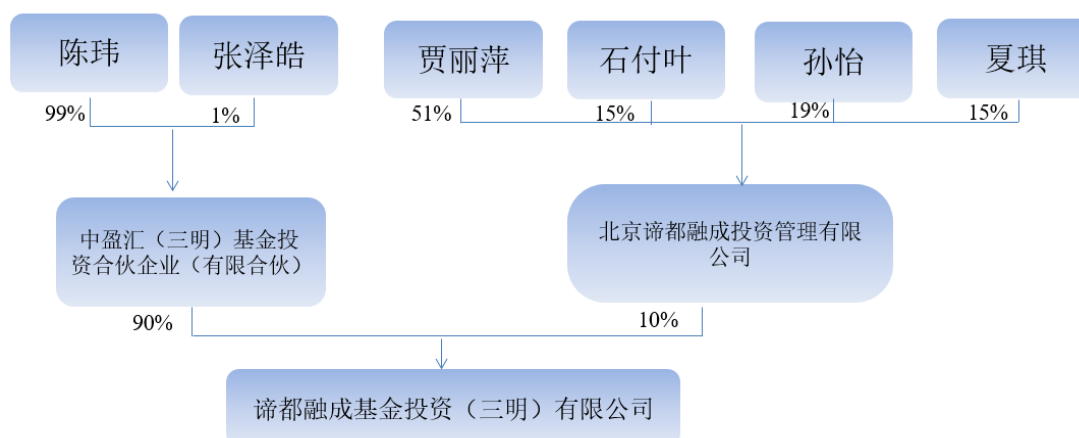 陈玮
张泽皓
贾丽萍
石付叶
孙怡
夏琪
99%
1%
51%
15%
19%
15%
中盈汇（三明）基金投
资合伙企业（有限合伙）
北京谛都融成投资管理有限
公司
90%
10%
谛都融成基金投资（三明）有限公司